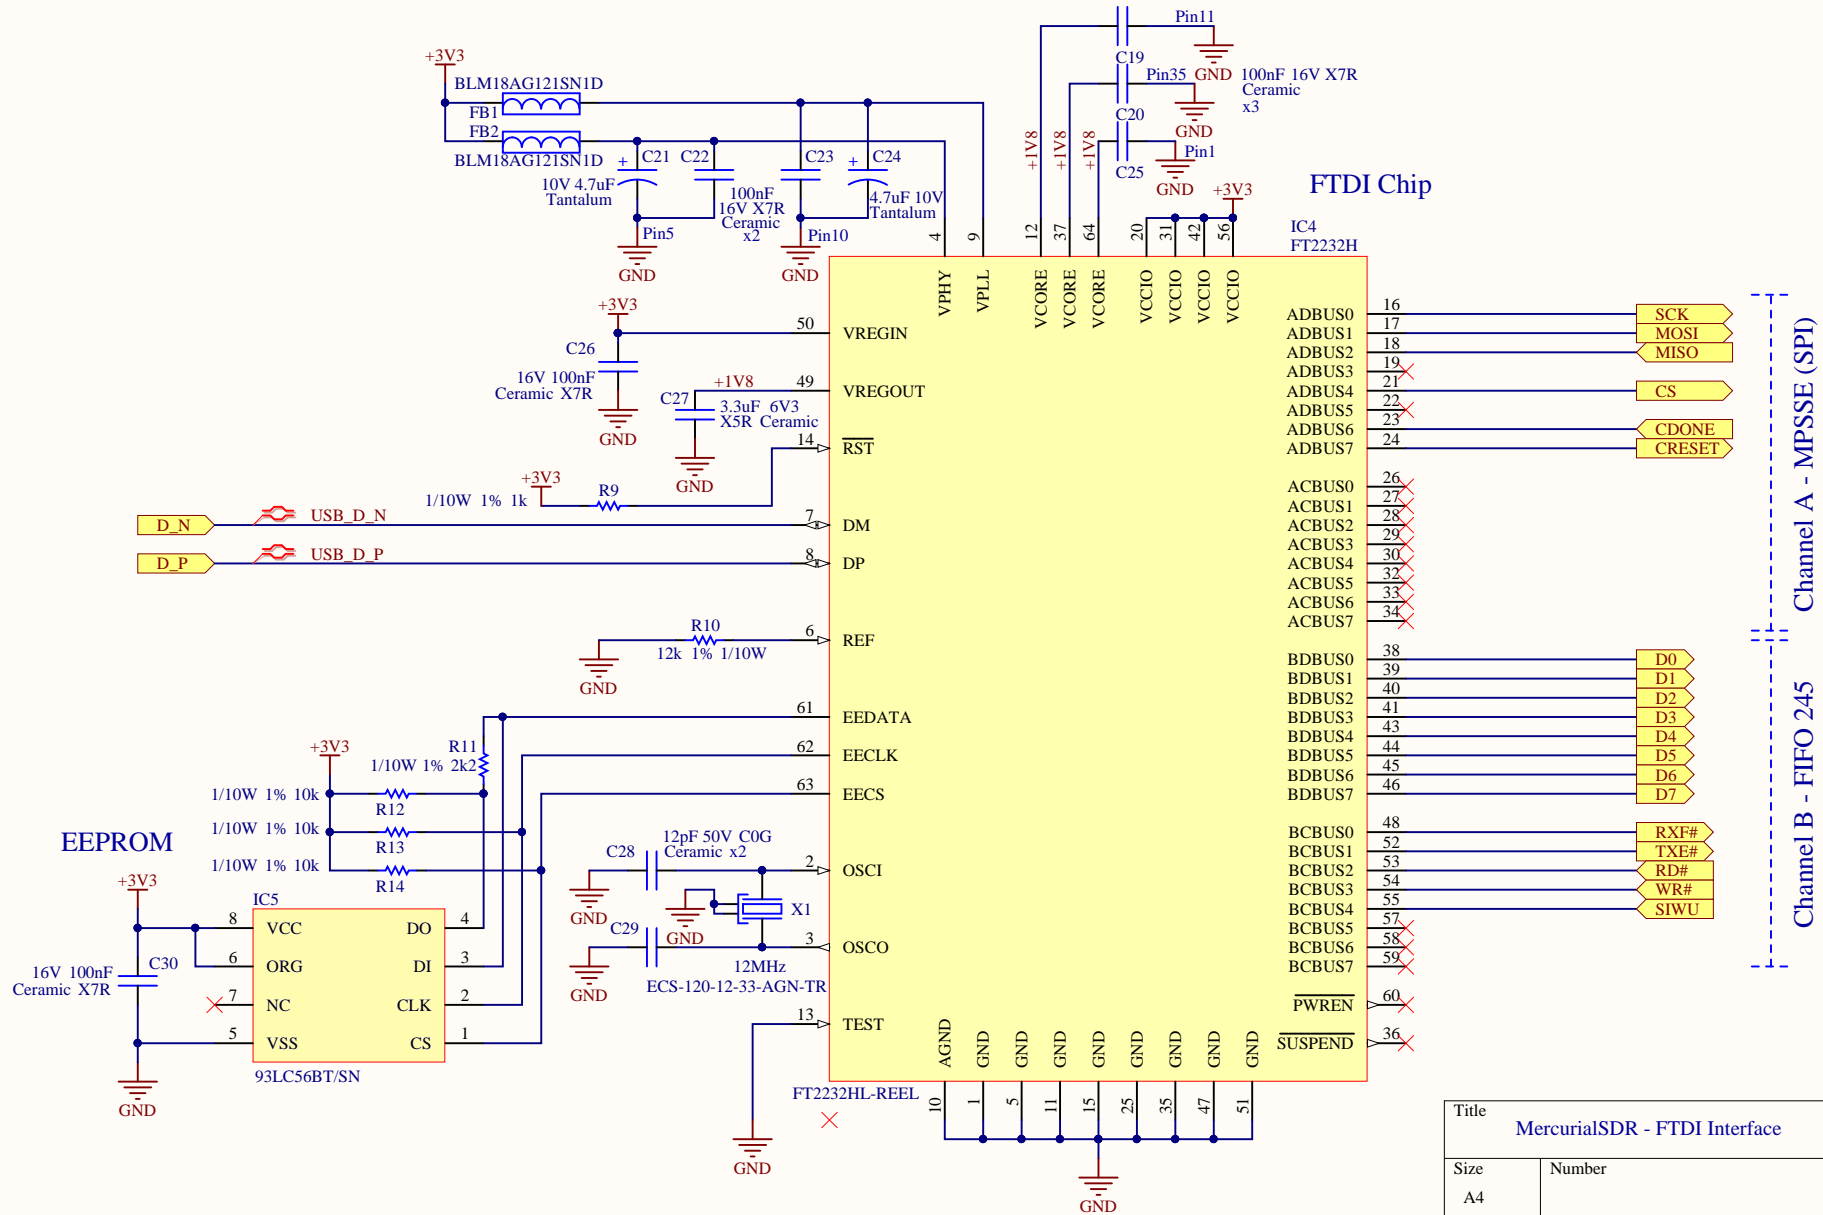 +3V3
BLM18AG121SN1D
FB1
FB2
BLM18AG121SN1D
+ C21
10V 4.7uF
Tantalum
C22
100nF
16V X7R
Ceramic
x2
C23
+ C24
4.7uF 10V
Tantalum
Pin5
GND
Pin10
GND
Pin11
C19
GND
Pin35
C20
GND
Pin1
C25
GND
100nF 16V X7R
Ceramic
x3
+1V8
+1V8
+1V8
+3V3
FTDI Chip
IC4
FT2232H
4 VPHY
9 VPLL
12 VCORE
37 VCORE
64 VCORE
20 VCCIO
31 VCCIO
42 VCCIO
56 VCCIO
+3V3
50 VREGIN
C26
16V 100nF
Ceramic X7R
GND
+1V8
49 VREGOUT
C27
3.3uF 6V3
X5R Ceramic
GND
14 RST
+3V3
R9
1/10W 1% 1k
D_N
USB_D_N
7 DM
D_P
USB_D_P
8 DP
R10
12k 1% 1/10W
GND
6 REF
61 EEDATA
62 EECLK
63 EECS
+3V3
R11
1/10W 1% 2k2
1/10W 1% 10k
R12
1/10W 1% 10k
R13
1/10W 1% 10k
R14
EEPROM
+3V3
IC5
8 VCC
6 ORG
7 NC
5 VSS
DO 4
DI 3
CLK 2
CS 1
93LC56BT/SN
16V 100nF
Ceramic X7R
C30
GND
12pF 50V C0G
Ceramic x2
C28
GND
GND
C29
GND
X1
12MHz
ECS-120-12-33-AGN-TR
2 OSCI
3 OSCO
13 TEST
GND
FT2232HL-REEL
AGND 10
GND 1
GND 5
GND 11
GND 15
GND 25
GND 35
GND 47
GND 51
GND
ADBUS0 16 SCK
ADBUS1 17 MOSI
ADBUS2 18 MISO
ADBUS3 19
ADBUS4 21 CS
ADBUS5 22
ADBUS6 23 CDONE
ADBUS7 24 CRESET
ACBUS0 26
ACBUS1 27
ACBUS2 28
ACBUS3 29
ACBUS4 30
ACBUS5 32
ACBUS6 33
ACBUS7 34
Channel A - MPSSE (SPI)
BDBUS0 38 D0
BDBUS1 39 D1
BDBUS2 40 D2
BDBUS3 41 D3
BDBUS4 43 D4
BDBUS5 44 D5
BDBUS6 45 D6
BDBUS7 46 D7
BCBUS0 48 RXF#
BCBUS1 52 TXE#
BCBUS2 53 RD#
BCBUS3 54 WR#
BCBUS4 55 SIWU
BCBUS5 57
BCBUS6 58
BCBUS7 59
Channel B - FIFO 245
PWREN 60
SUSPEND 36
Title
MercurialSDR - FTDI Interface
Size
A4
Number